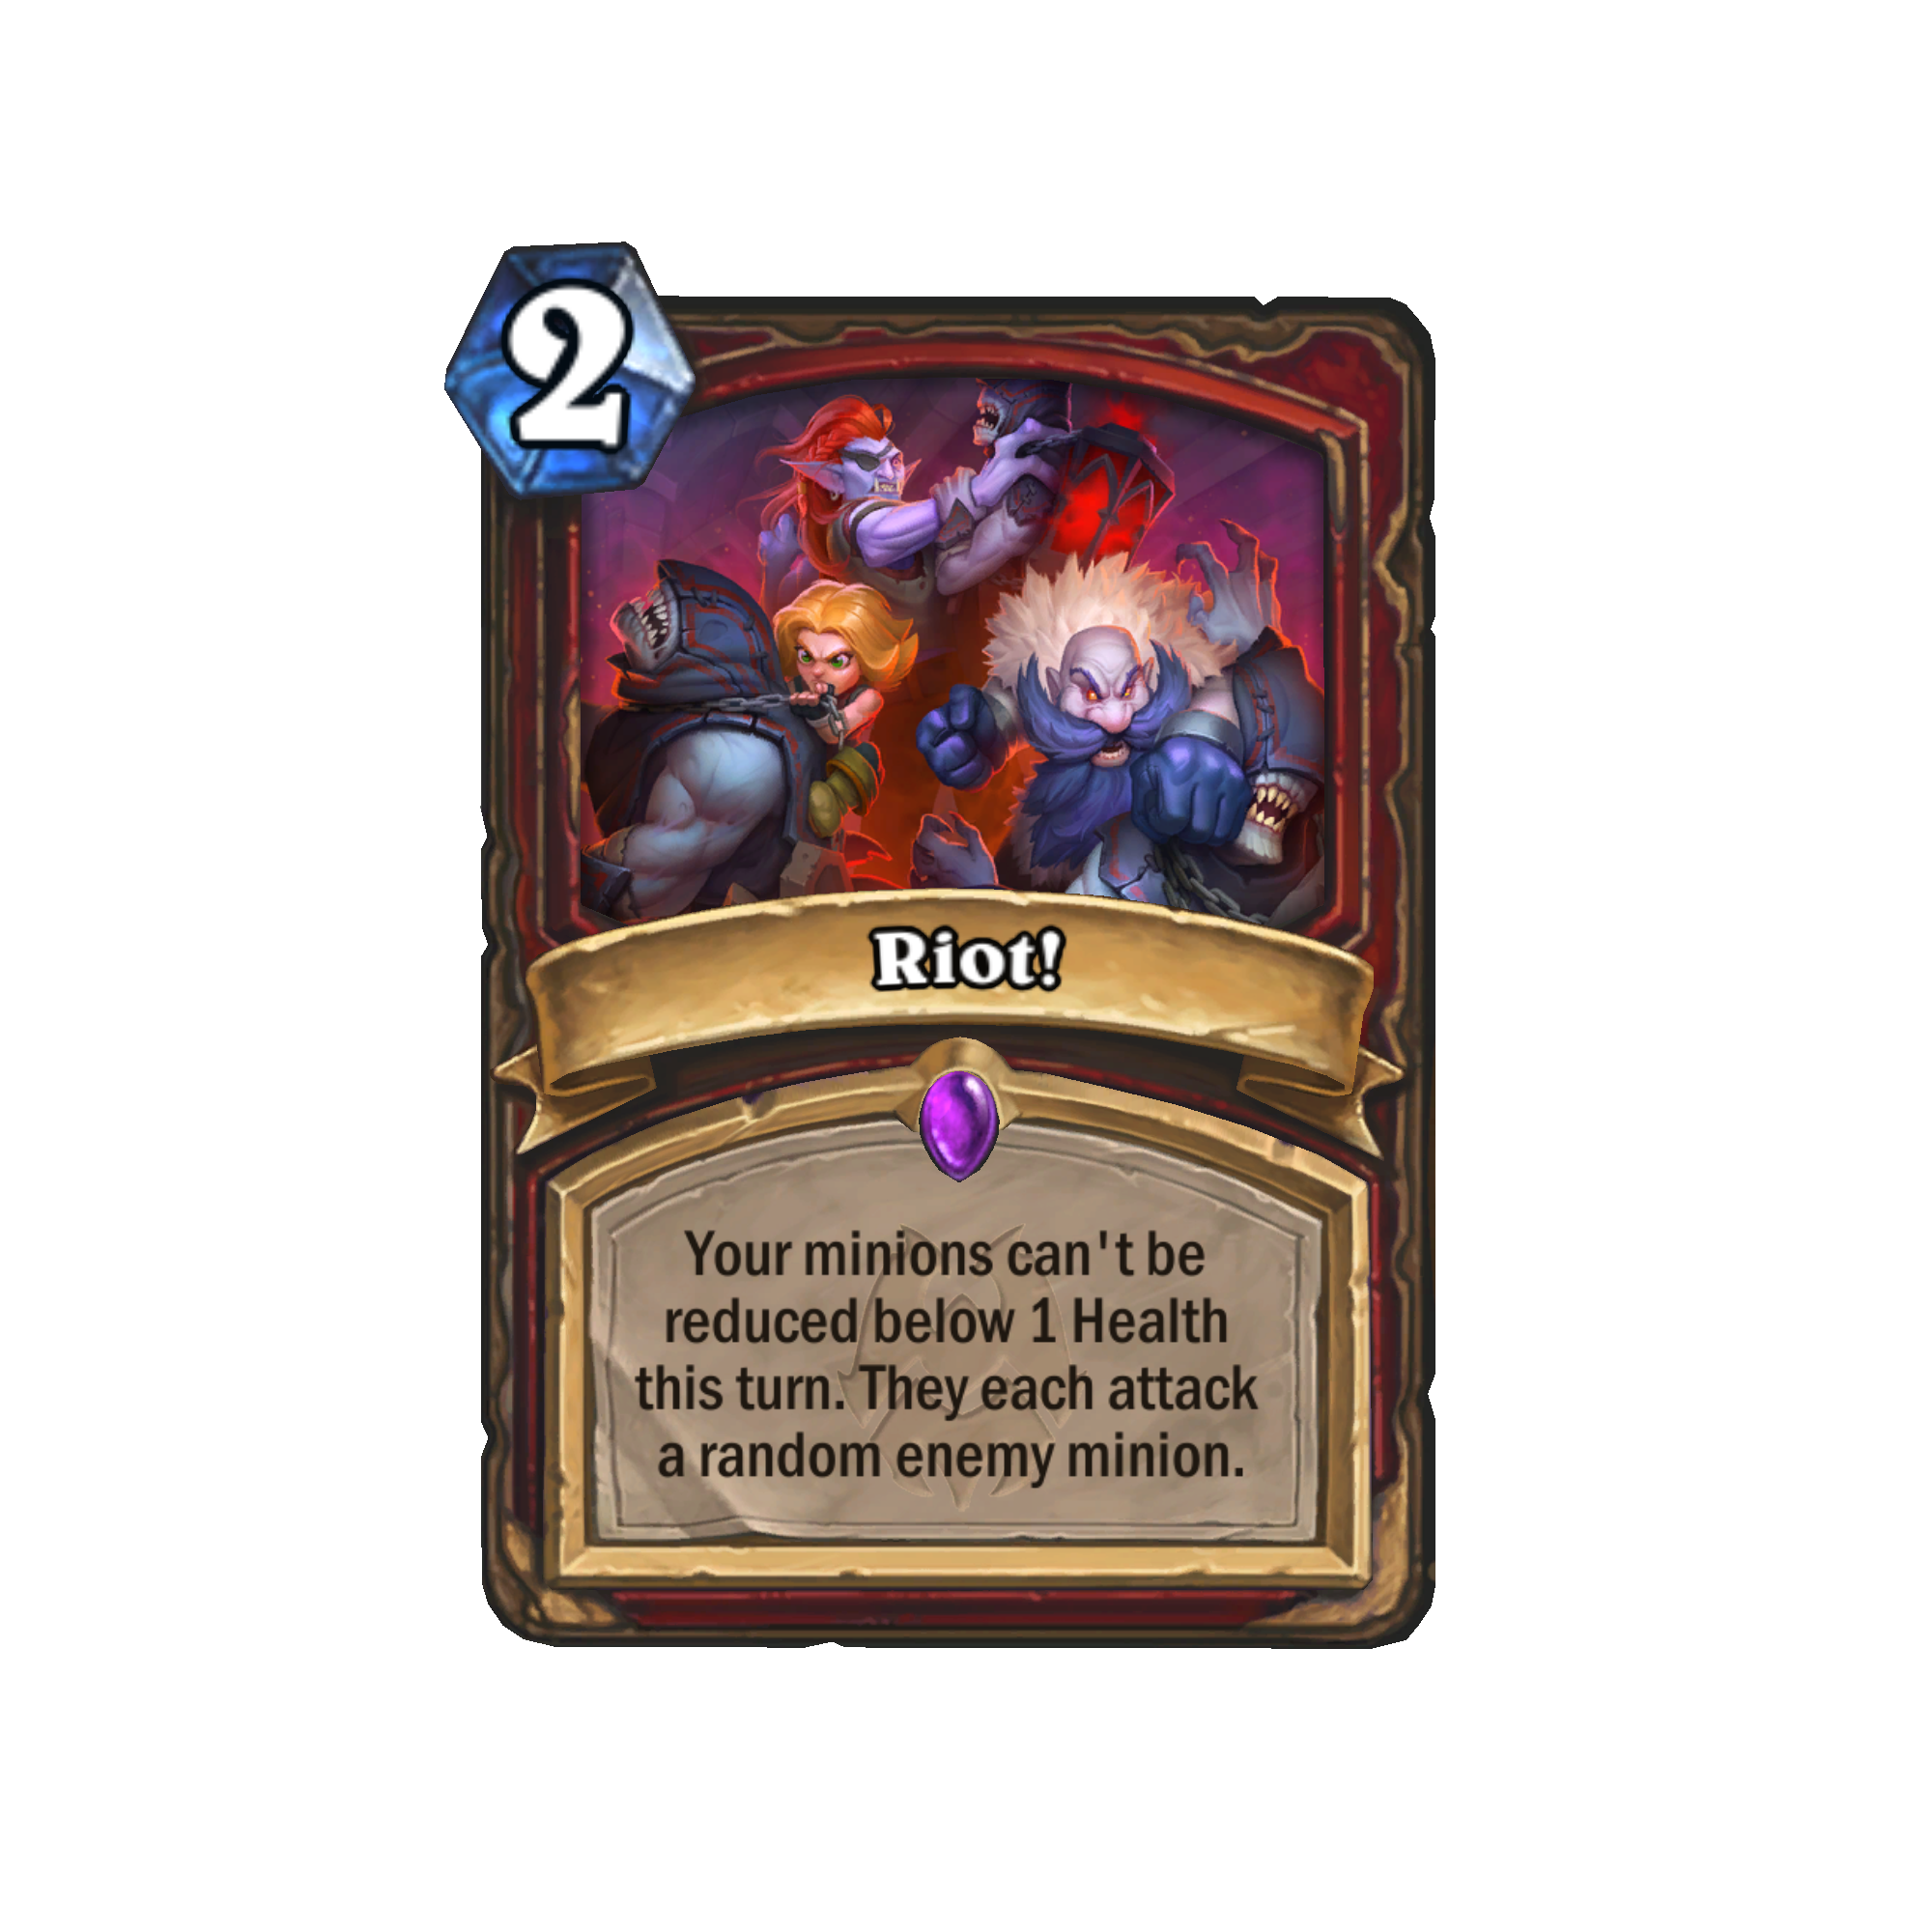 2
Riot!
Your minions can't be
reduced below 1 Health
this turn. They each attack
a random enemy minion.